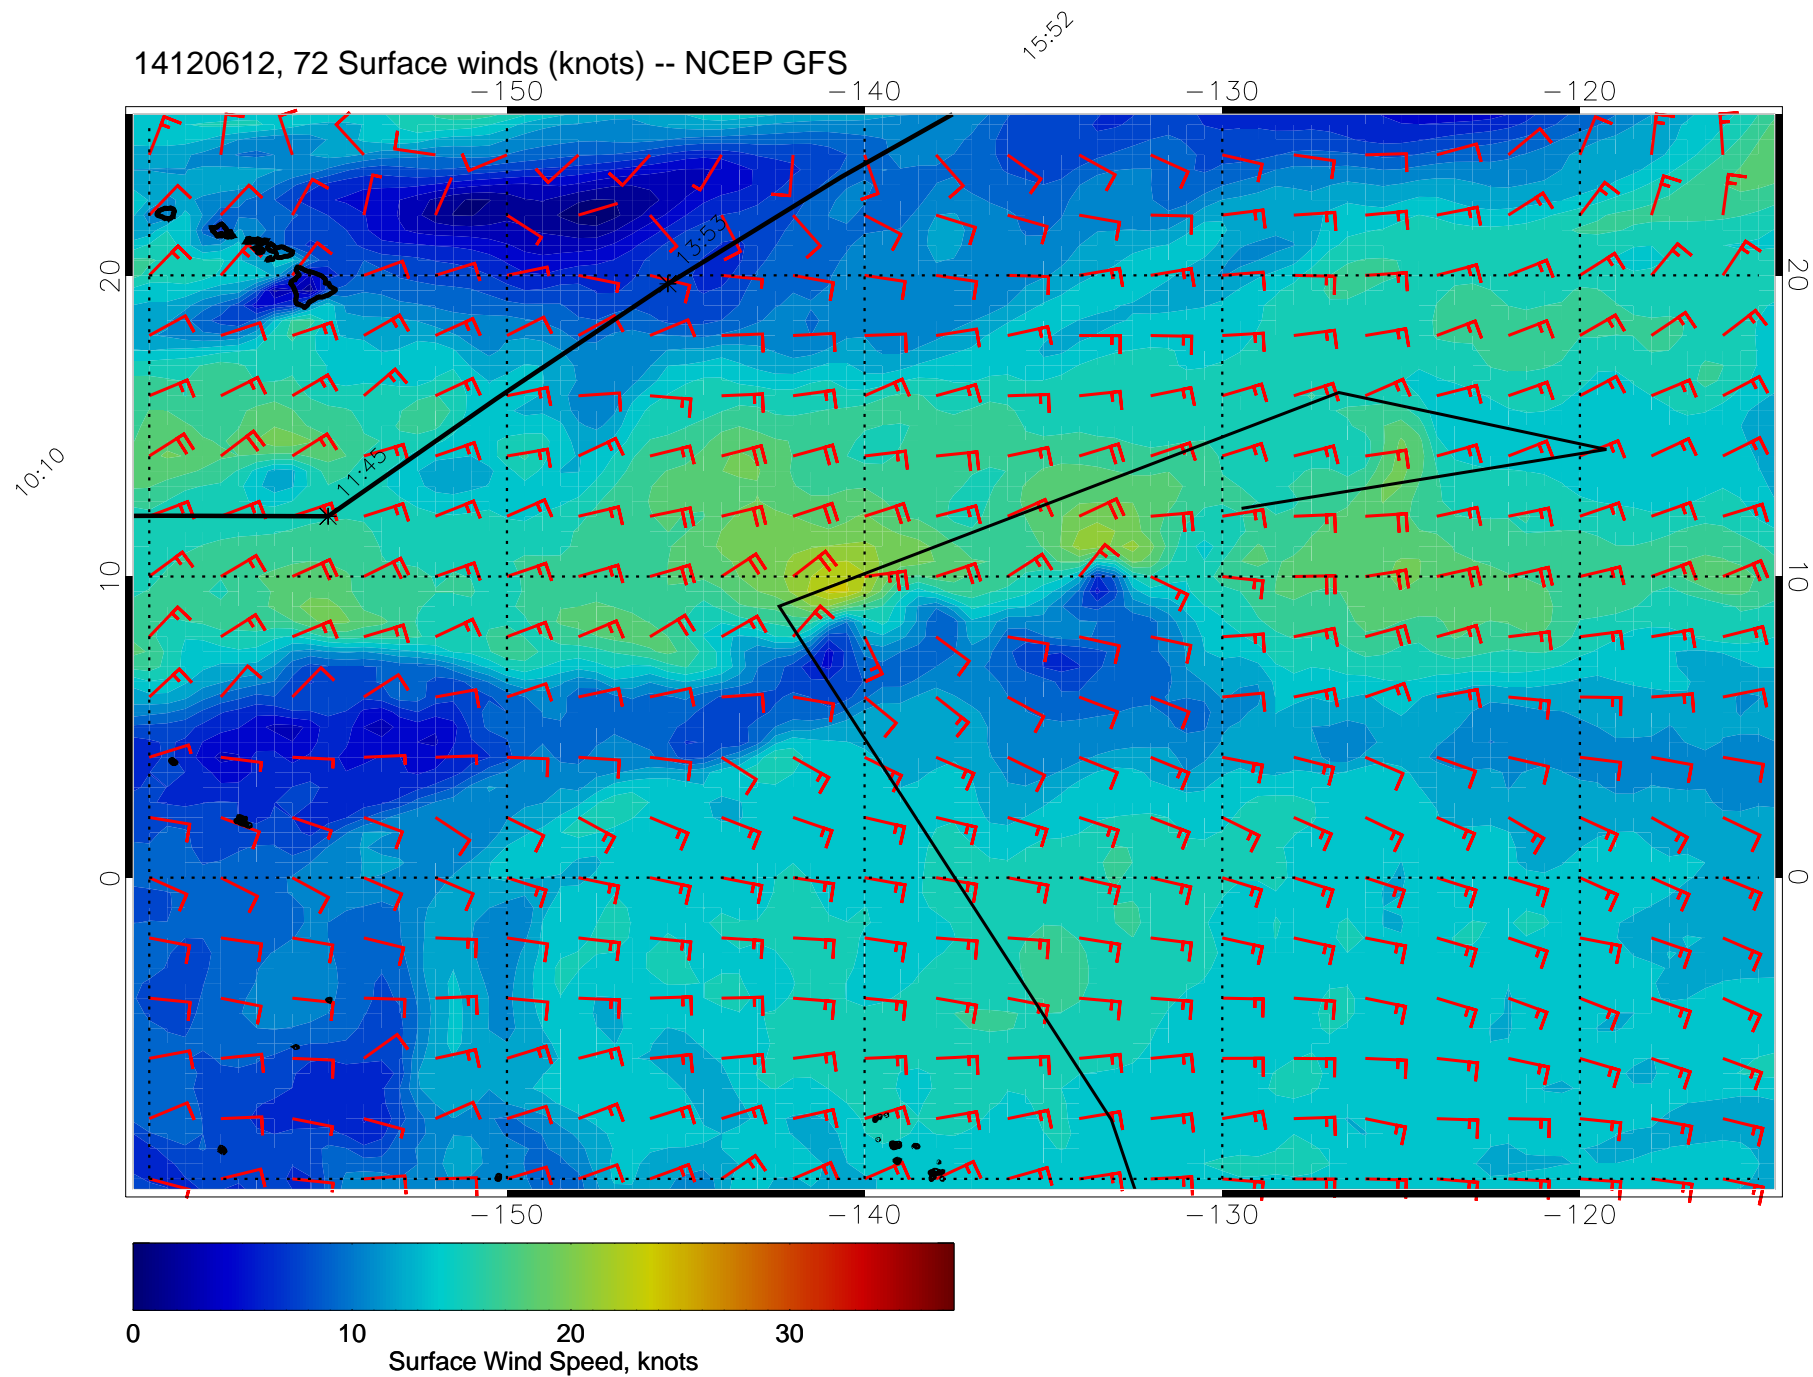 15:52
14120612, 72 Surface winds (knots) -- NCEP GFS
-150 -140 -130 -120
13:53
20 20
11:45
10:10
10 10
0 0
-150 -140 -130 -120
0 10 20 30
Surface Wind Speed, knots